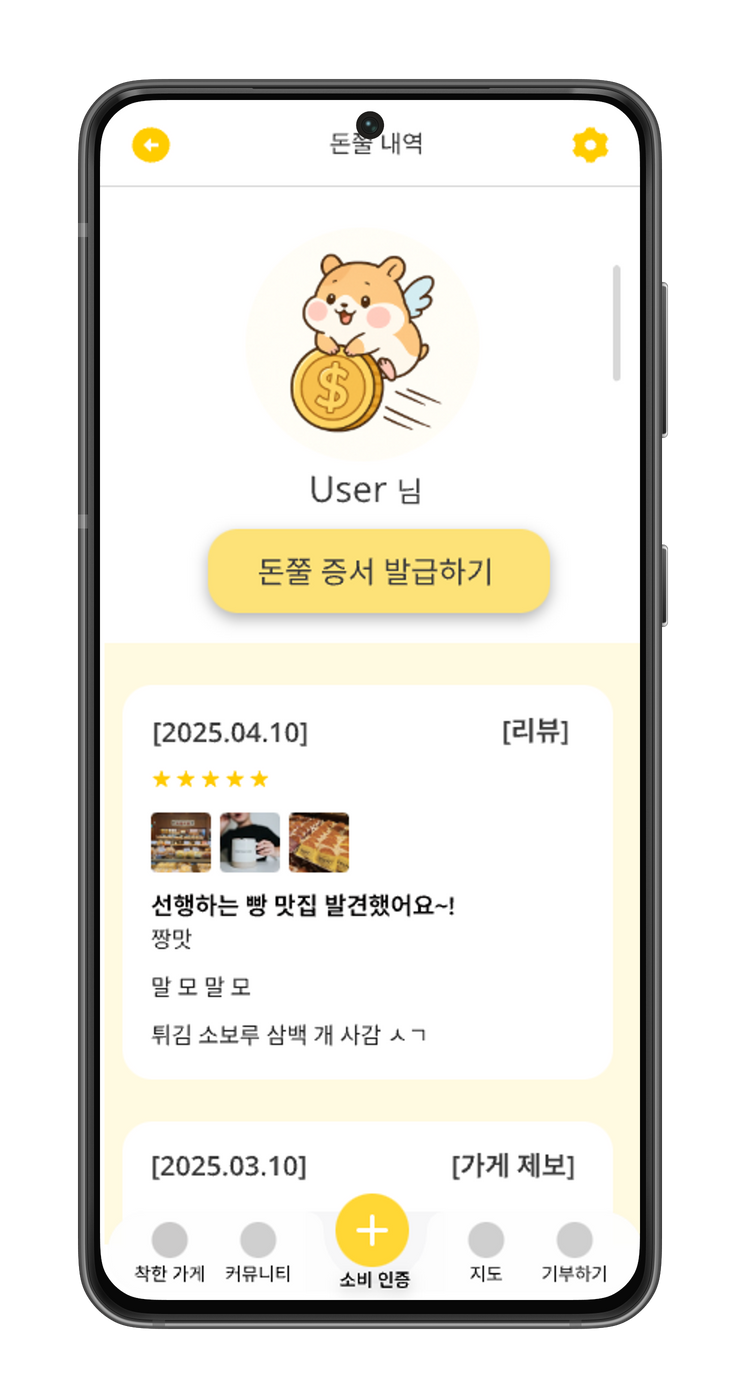 돈쭐 내역
$
User 님
돈쭐 증서 발급하기
[2025.04.10] [리뷰]
선행하는 빵 맛집 발견했어요~!
짱맛
말 모 말 모
튀김 소보루 삼백 개 사감 ㅅㄱ
[2025.03.10] [가게 제보]
착한 가게 커뮤니티 소비 인증 지도 기부하기